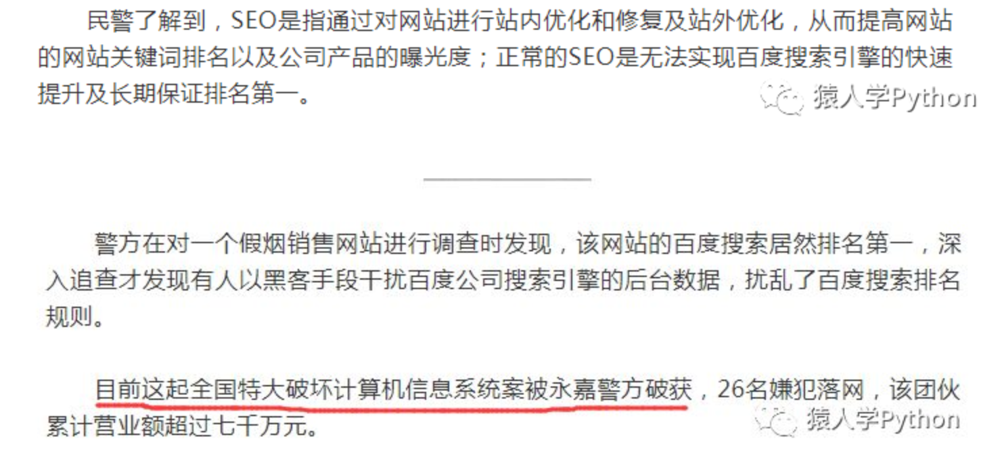 民警了解到，SEO是指通过对网站进行站内优化和修复及站外优化，从而提高网站
的网站关键词排名以及公司产品的曝光度；正常的SEO是无法实现百度搜索引擎的快速
提升及长期保证排名第一。
猿人学Python
警方在对一个假烟销售网站进行调查时发现，该网站的百度搜索居然排名第一，深
入追查才发现有人以黑客手段干扰百度公司搜索引擎的后台数据，扰乱了百度搜索排名
规则。
目前这起全国特大破坏计算机信息系统案被永嘉警方破获，26名嫌犯落网，该团伙
累计营业额超过七千万元。
猿人学Python